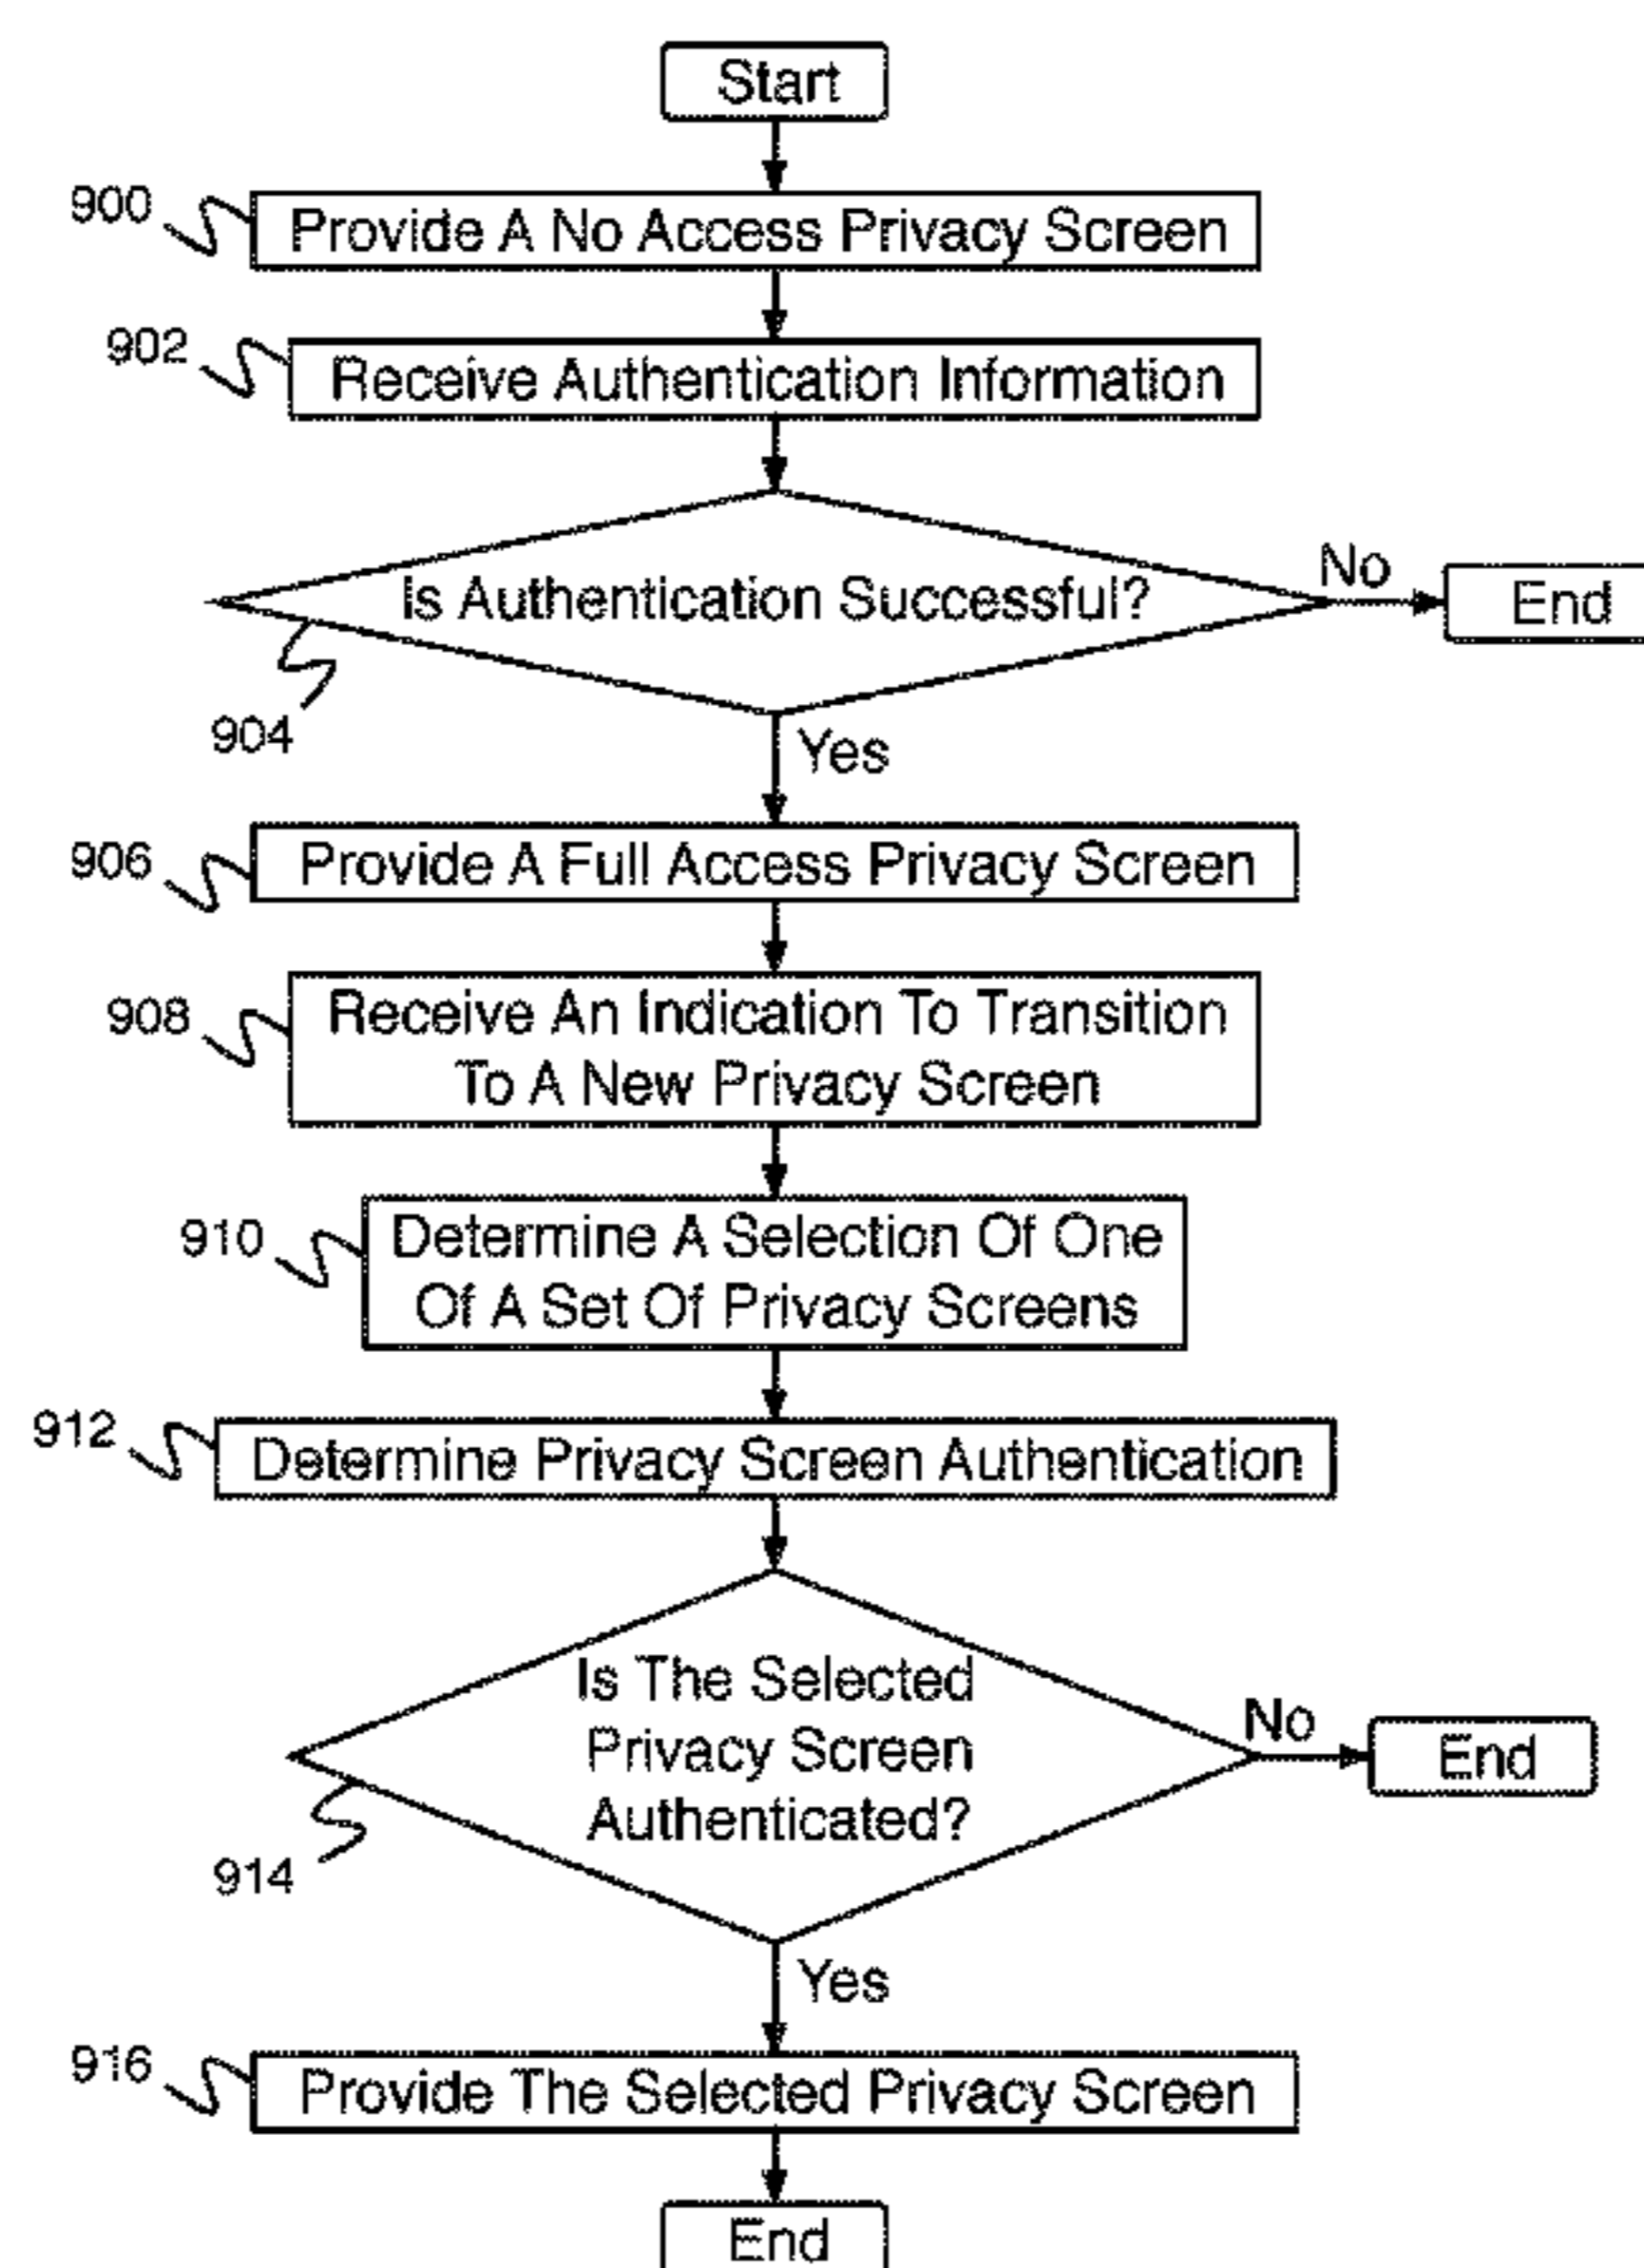 Start
900
Provide A No Access Privacy Screen
902
Receive Authentication Information
Is Authentication Successful?
No
End
904
Yes
906
Provide A Full Access Privacy Screen
908
Receive An Indication To Transition
To A New Privacy Screen
910
Determine A Selection Of One
Of A Set Of Privacy Screens
912
Determine Privacy Screen Authentication
Is The Selected
Privacy Screen
Authenticated?
No
End
914
Yes
916
Provide The Selected Privacy Screen
End